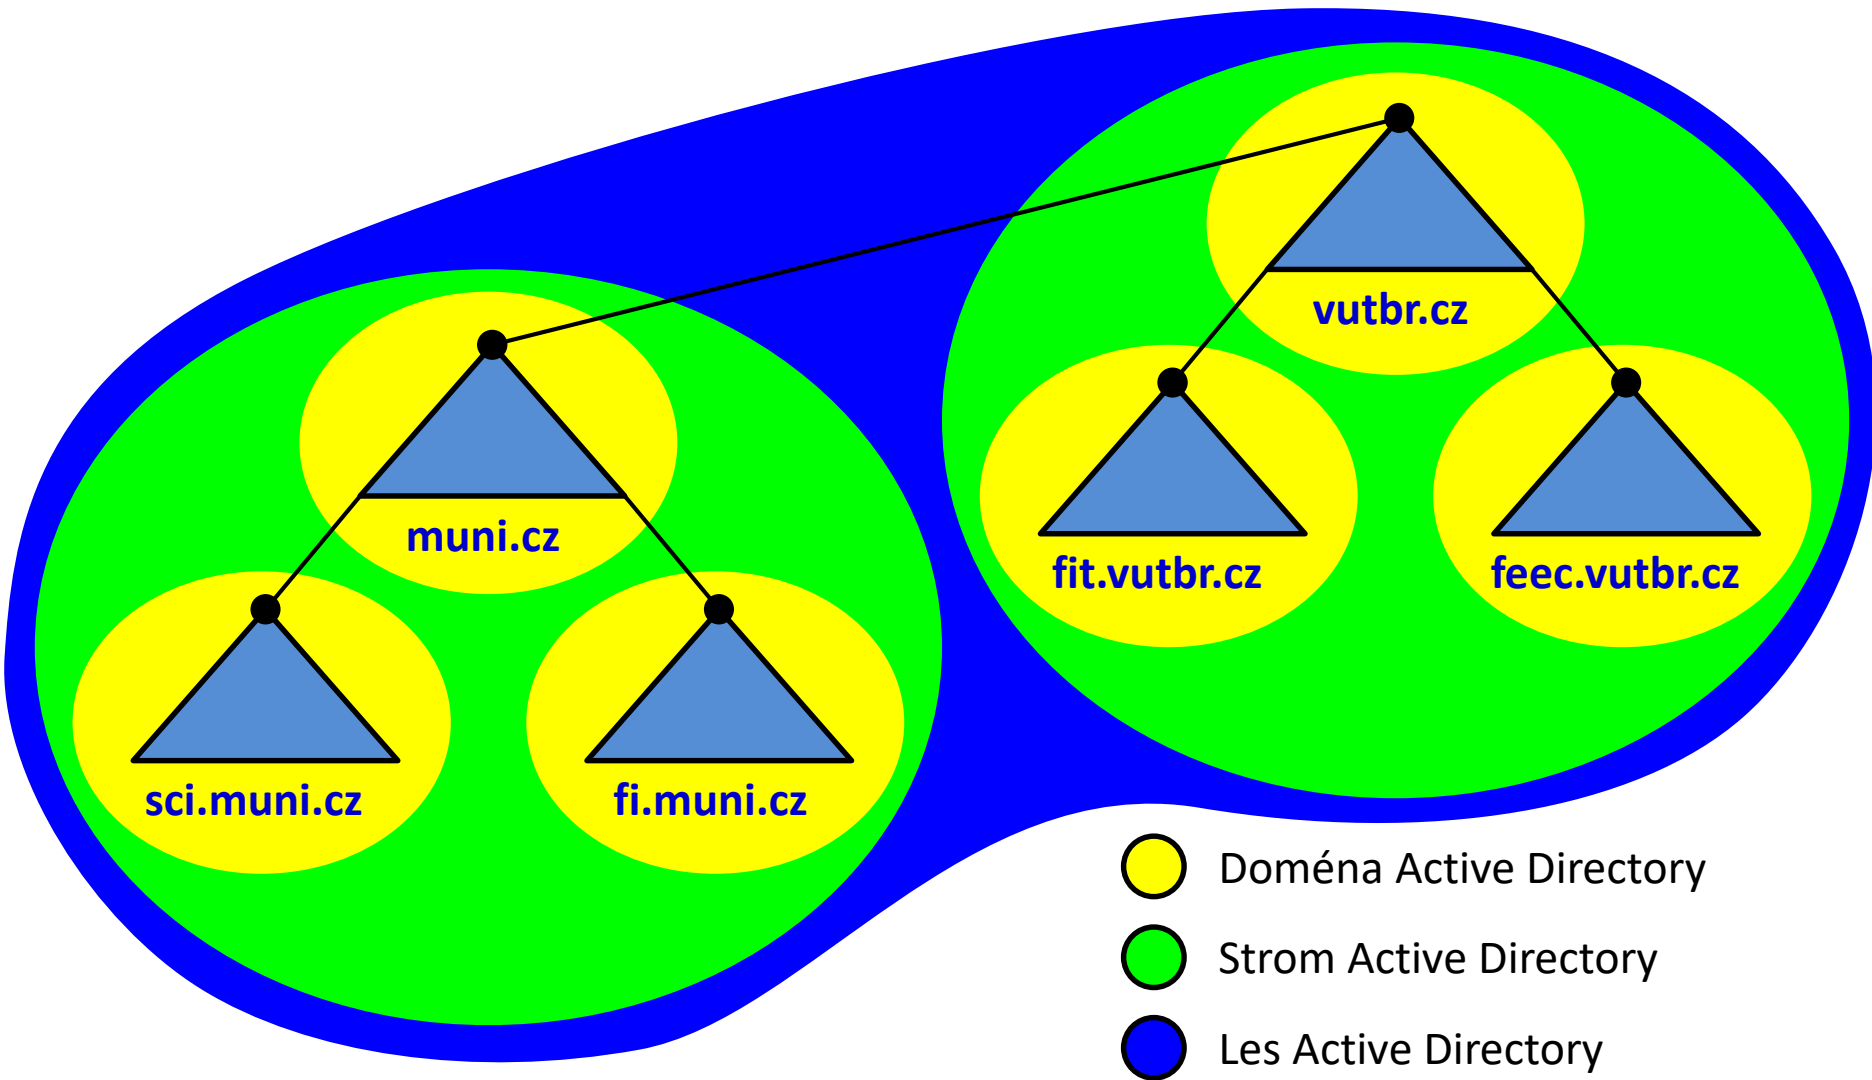 vutbr.cz
muni.cz
fit.vutbr.cz
feec.vutbr.cz
sci.muni.cz
fi.muni.cz
Doména Active Directory
Strom Active Directory
Les Active Directory